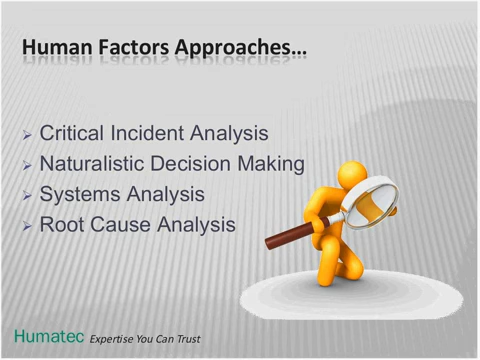 Human Factors Approaches…
Critical Incident Analysis
Naturalistic Decision Making
Systems Analysis
Root Cause Analysis
Humatec Expertise You Can Trust